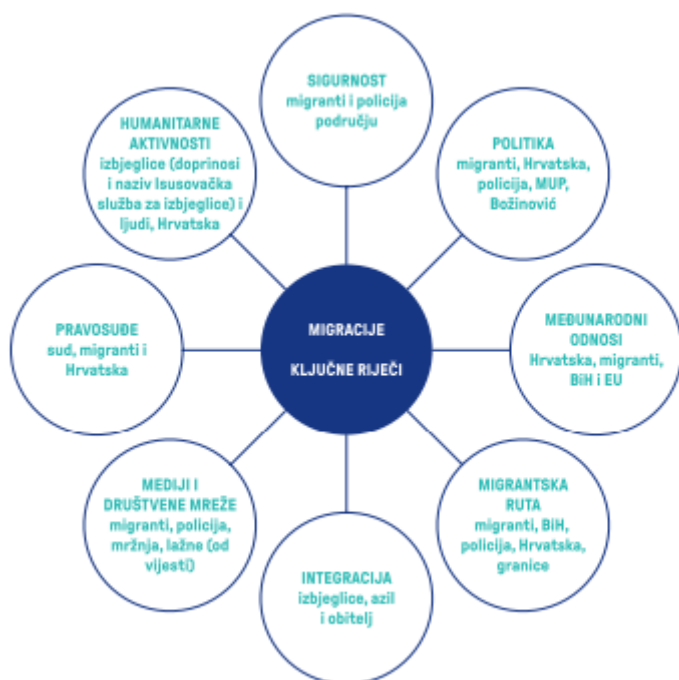 SIGURNOST
migranti i policija
području
HUMANITARNE
AKTIVNOSTI
izbjeglice (doprinosi
i naziv Isusovačka
služba za izbjeglice) i
ljudi, Hrvatska
POLITIKA
migranti, Hrvatska,
policija, MUP,
Božinović
PRAVOSUĐE
sud, migranti i
Hrvatska
MIGRACIJE
KLJUČNE RIJEČI
MEĐUNARODNI
ODNOSI
Hrvatska, migranti,
BiH i EU
MEDIJI I
DRUŠTVENE MREŽE
migranti, policija,
mržnja, lažne (od
vijesti)
MIGRANTSKA
RUTA
migranti, BiH,
policija, Hrvatska,
granice
INTEGRACIJA
izbjeglice, azil
i obitelj